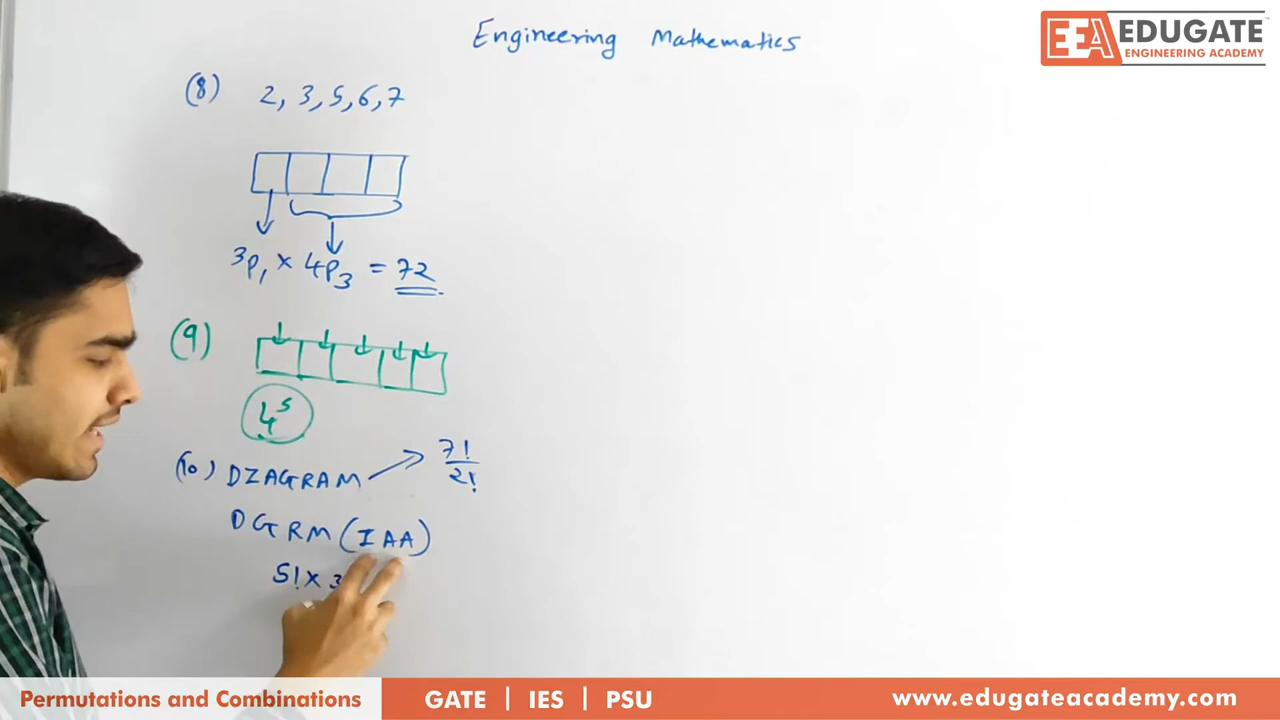 Engineering Mathematics
EEA EDUGATE
ENGINEERING ACADEMY
(8) 2, 3, 5, 6, 7
3P1 × 4P3 = 72
(9)
4^5
(10) DIAGRAM → 7!/2!
DGRM (IAA)
5! × 3
Permutations and Combinations
GATE | IES | PSU
www.edugateacademy.com